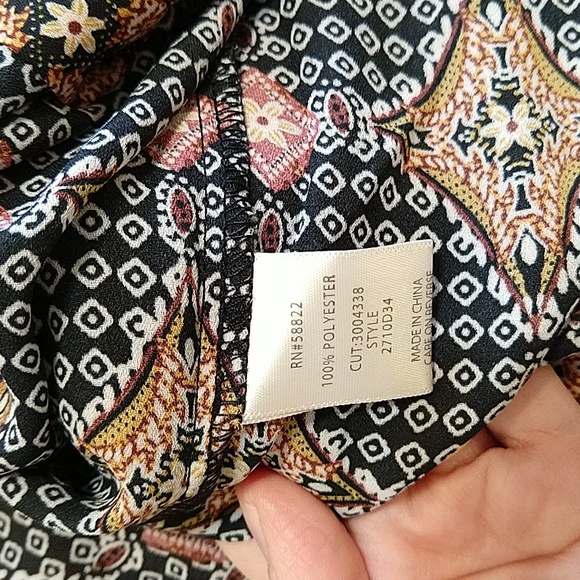 RN#58822
100% POLYESTER
CUT:3004338
STYLE
2710D34
MADE IN CHINA
CARE ON REVERSE